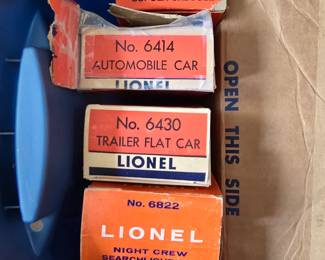 No. 6414
AUTOMOBILE CAR
LIONEL
No. 6430
TRAILER FLAT CAR
LIONEL
No. 6822
LIONEL
NIGHT CREW
SEARCHLIGHT
OPEN THIS SIDE